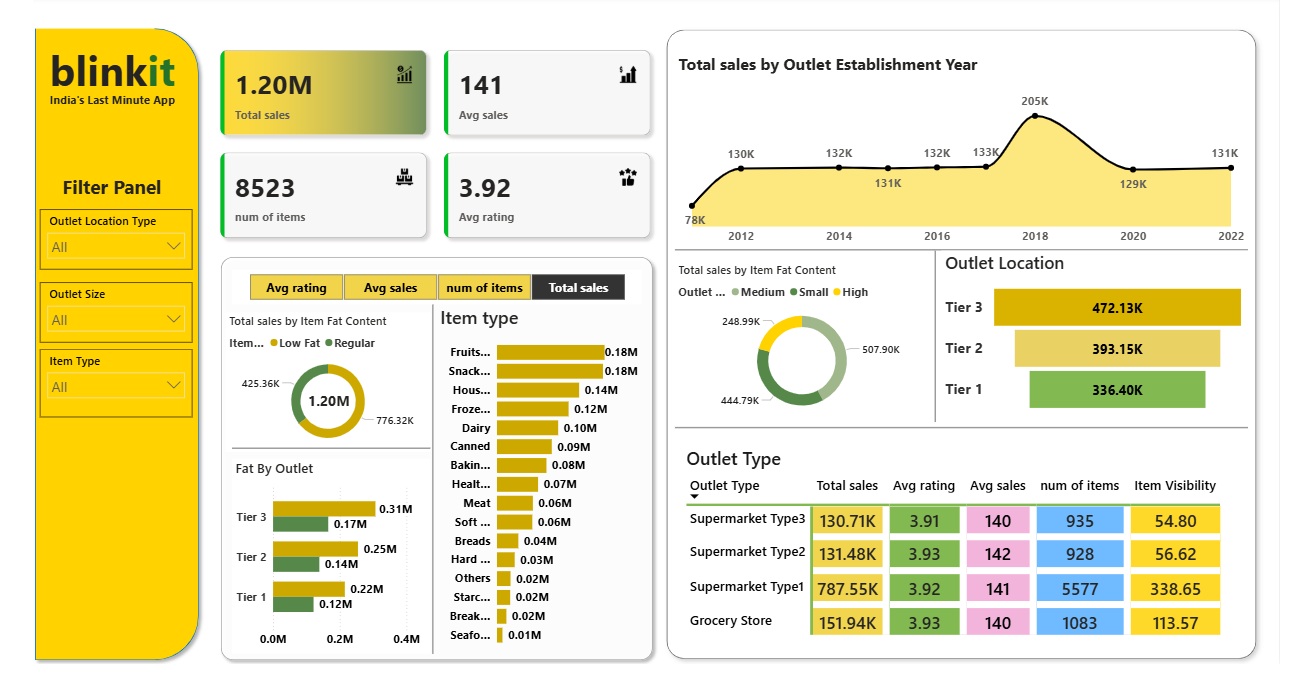 blinkit
India's Last Minute App
Filter Panel
Outlet Location Type
All
Outlet Size
All
Item Type
All
1.20M
Total sales
141
Avg sales
8523
num of items
3.92
Avg rating
Avg rating
Avg sales
num of items
Total sales
Total sales by Item Fat Content
Item... Low Fat Regular
425.36K
1.20M
776.32K
Fat By Outlet
Tier 3
0.31M
0.17M
Tier 2
0.25M
0.14M
Tier 1
0.22M
0.12M
0.0M 0.2M 0.4M
Item type
Fruits... 0.18M
Snack... 0.18M
Hous... 0.14M
Froze... 0.12M
Dairy 0.10M
Canned 0.09M
Bakin... 0.08M
Healt... 0.07M
Meat 0.06M
Soft ... 0.06M
Breads 0.04M
Hard ... 0.03M
Others 0.02M
Starc... 0.02M
Break... 0.02M
Seafo... 0.01M
Total sales by Outlet Establishment Year
78K
130K
132K
131K
132K
133K
205K
129K
131K
2012 2014 2016 2018 2020 2022
Total sales by Item Fat Content
Outlet ... Medium Small High
248.99K
507.90K
444.79K
Outlet Location
Tier 3 472.13K
Tier 2 393.15K
Tier 1 336.40K
Outlet Type
Outlet Type Total sales Avg rating Avg sales num of items Item Visibility
Supermarket Type3 130.71K 3.91 140 935 54.80
Supermarket Type2 131.48K 3.93 142 928 56.62
Supermarket Type1 787.55K 3.92 141 5577 338.65
Grocery Store 151.94K 3.93 140 1083 113.57